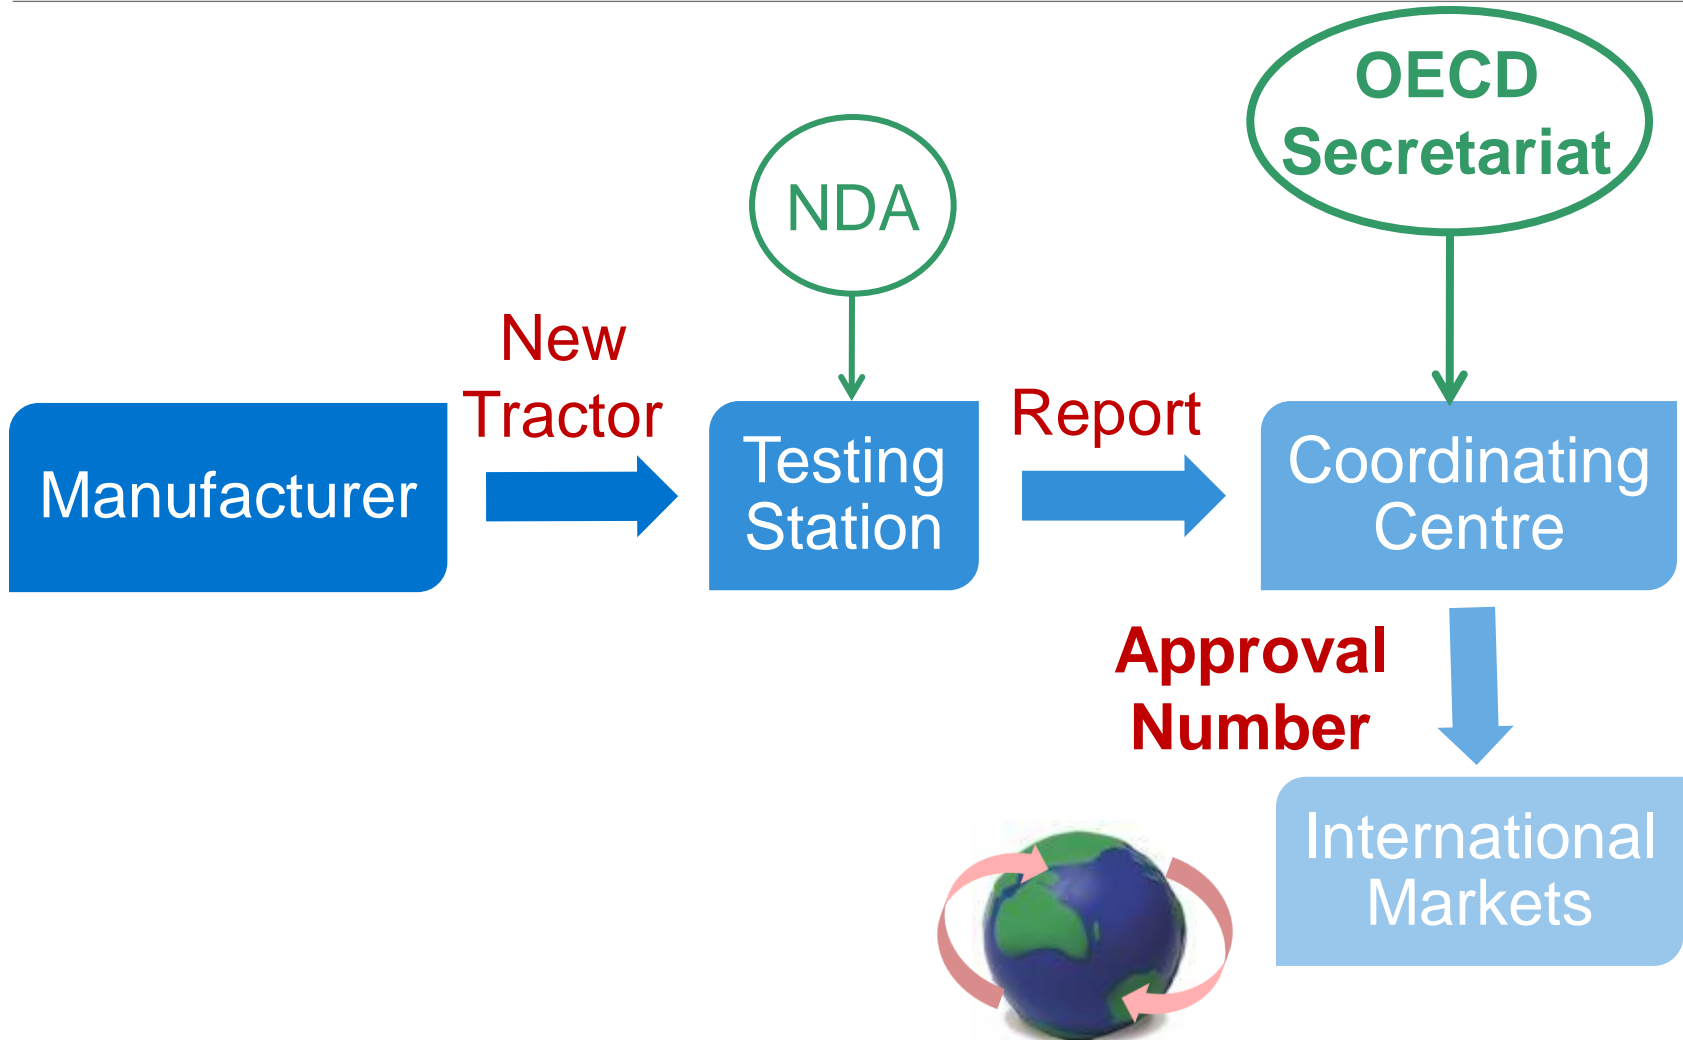 OECD
Secretariat
NDA
New
Tractor
Report
Manufacturer
Testing
Station
Coordinating
Centre
Approval
Number
International
Markets